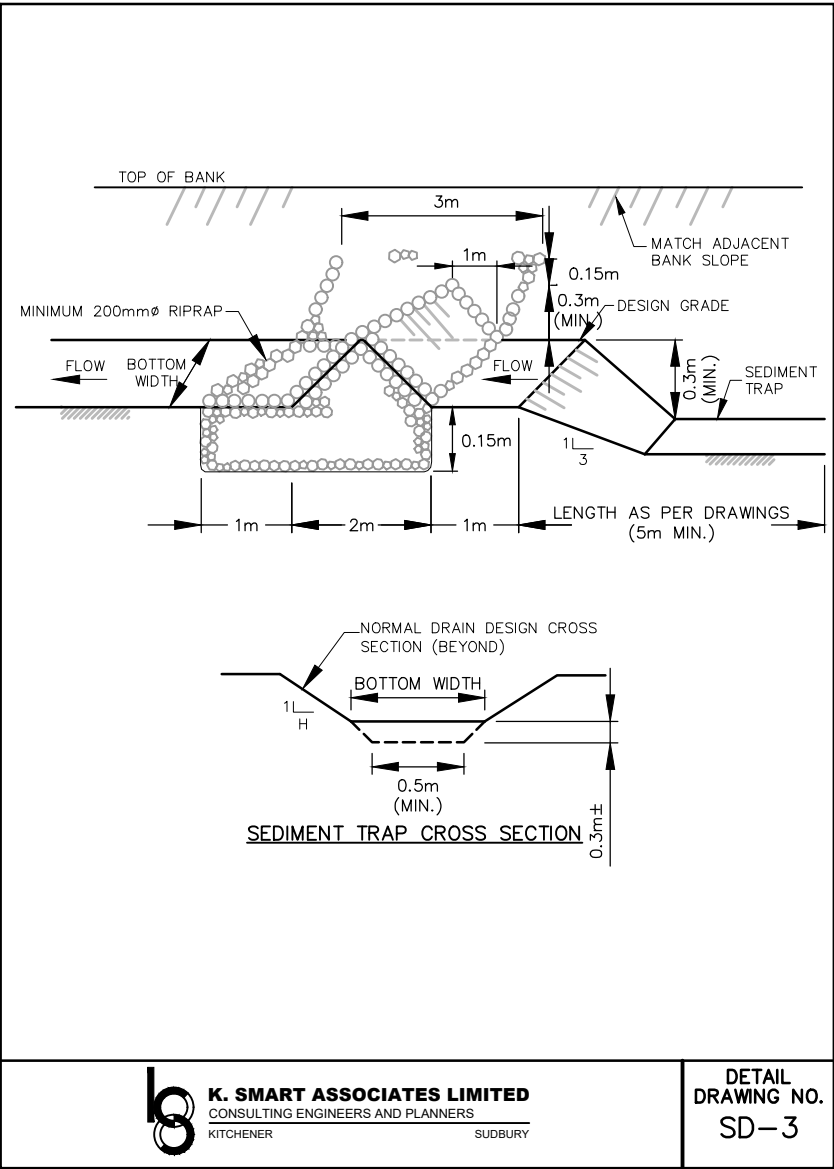 TOP OF BANK
3m
1m
MATCH ADJACENT
BANK SLOPE
0.15m
0.3m
(MIN.)
MINIMUM 200mmø RIPRAP
DESIGN GRADE
FLOW
BOTTOM
WIDTH
FLOW
0.3m
(MIN.)
SEDIMENT
TRAP
0.15m
1
3
1m
2m
1m
LENGTH AS PER DRAWINGS
(5m MIN.)
NORMAL DRAIN DESIGN CROSS
SECTION (BEYOND)
BOTTOM WIDTH
1
H
0.5m
(MIN.)
0.3m±
SEDIMENT TRAP CROSS SECTION
K. SMART ASSOCIATES LIMITED
CONSULTING ENGINEERS AND PLANNERS
KITCHENER SUDBURY
DETAIL
DRAWING NO.
SD-3